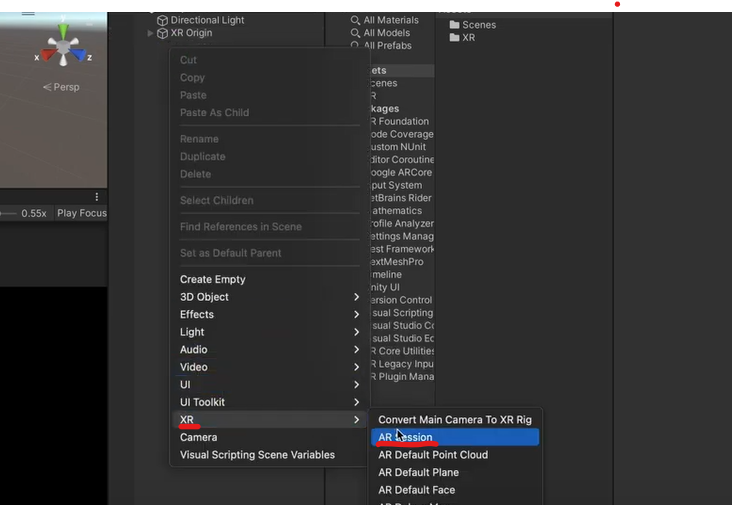 Directional Light
XR Origin
x
z
Persp
0.55x
Play Focus
Cut
Copy
Paste
Paste As Child
Rename
Duplicate
Delete
Select Children
Find References in Scene
Set as Default Parent
Create Empty
3D Object
Effects
Light
Audio
Video
UI
UI Toolkit
XR
Camera
Visual Scripting Scene Variables
Convert Main Camera To XR Rig
AR Session
AR Default Point Cloud
AR Default Plane
AR Default Face
All Materials
All Models
All Prefabs
ets
cenes
R
kages
R Foundation
ode Coverage
ustom NUnit
ditor Coroutine
oogle ARCore
put System
etBrains Rider
athematics
rofile Analyzer
ettings Manag
est Framework
extMeshPro
meline
nity UI
ersion Control
sual Scripting
sual Studio Co
sual Studio Ed
R Core Utilities
R Legacy Inpu
R Plugin Mana
Scenes
XR